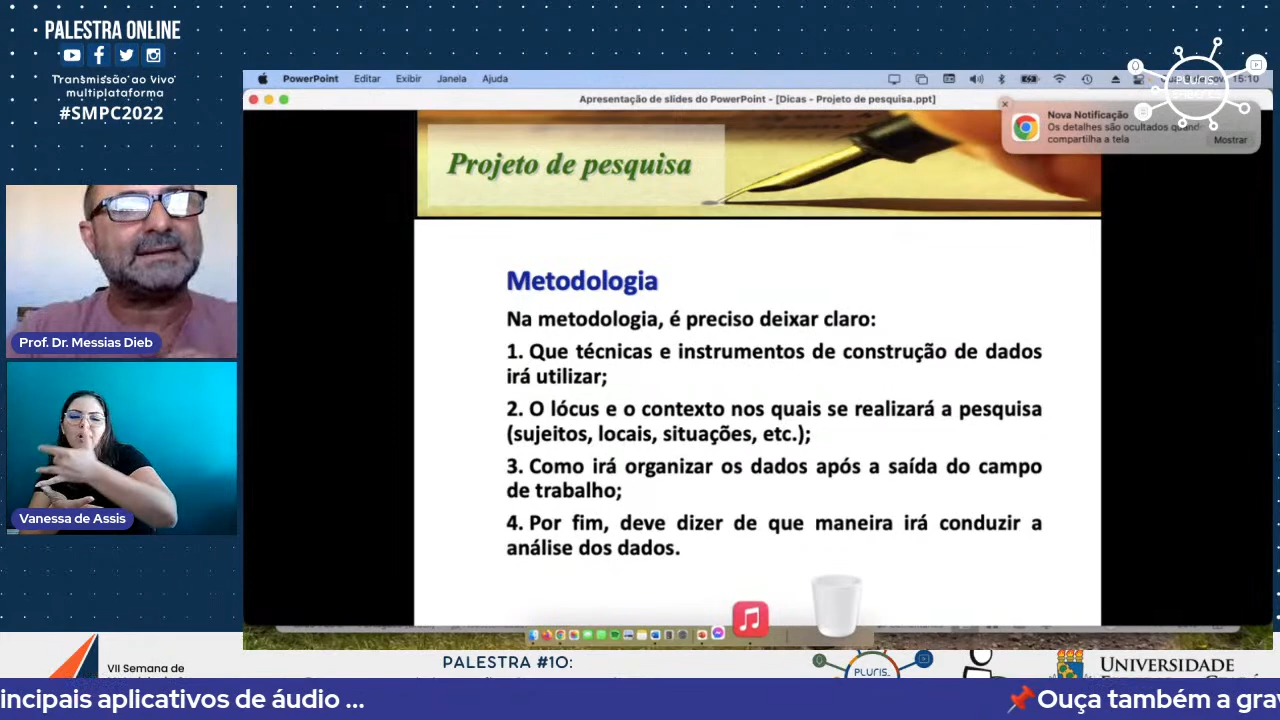 PALESTRA ONLINE
Transmissão ao vivo
multiplataforma
#SMPC2022
PowerPoint Editar Exibir Janela Ajuda
15:10
Apresentação de slides do PowerPoint - [Dicas - Projeto de pesquisa.ppt]
PLURIS
Nova Notificação
Os detalhes são ocultados quando
compartilha a tela
Mostrar
Projeto de pesquisa
Metodologia
Na metodologia, é preciso deixar claro:
1. Que técnicas e instrumentos de construção de dados
irá utilizar;
2. O lócus e o contexto nos quais se realizará a pesquisa
(sujeitos, locais, situações, etc.);
3. Como irá organizar os dados após a saída do campo
de trabalho;
4. Por fim, deve dizer de que maneira irá conduzir a
análise dos dados.
Prof. Dr. Messias Dieb
Vanessa de Assis
VII Semana de
PALESTRA #10:
PLURIS
UNIVERSIDADE
incipais aplicativos de áudio ...
📌Ouça também a grav